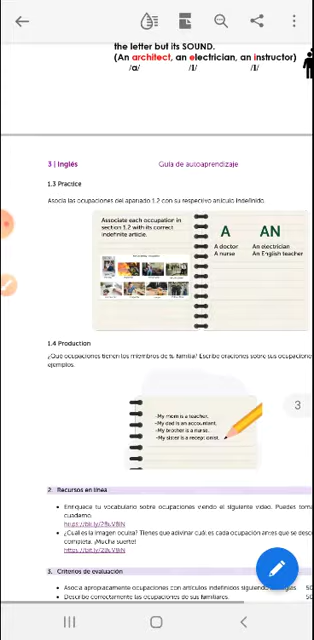 the letter but its SOUND.
(An architect, an electrician, an instructor)
/a/ /I/ /I/
3 | Inglés Guía de autoaprendizaje
1.3 Practice
Asocia las ocupaciones del apartado 1.2 con su respectivo artículo indefinido.
Associate each occupation in
section 1.2 with its correct
indefinite article.
A AN
A doctor An electrician
A nurse An English teacher
1.4 Production
¿Qué ocupaciones tienen los miembros de tu familia? Escribe oraciones sobre sus ocupacione
ejemplos.
3
-My mom is a teacher.
-My dad is an accountant.
-My brother is a nurse.
-My sister is a receptionist.
2. Recursos en línea
Enriquece tu vocabulario sobre ocupaciones viendo el siguiente video. Puedes tom
cuaderno.
¿Cuál es la imagen oculta? Tienes que adivinar cuál es cada ocupación antes que se desc
completa. ¡Mucha suerte!
3. Criterios de evaluación
Asocia apropiadamente ocupaciones con artículos indefinidos 50
Describo correctamente las ocupaciones de sus familiares. 50